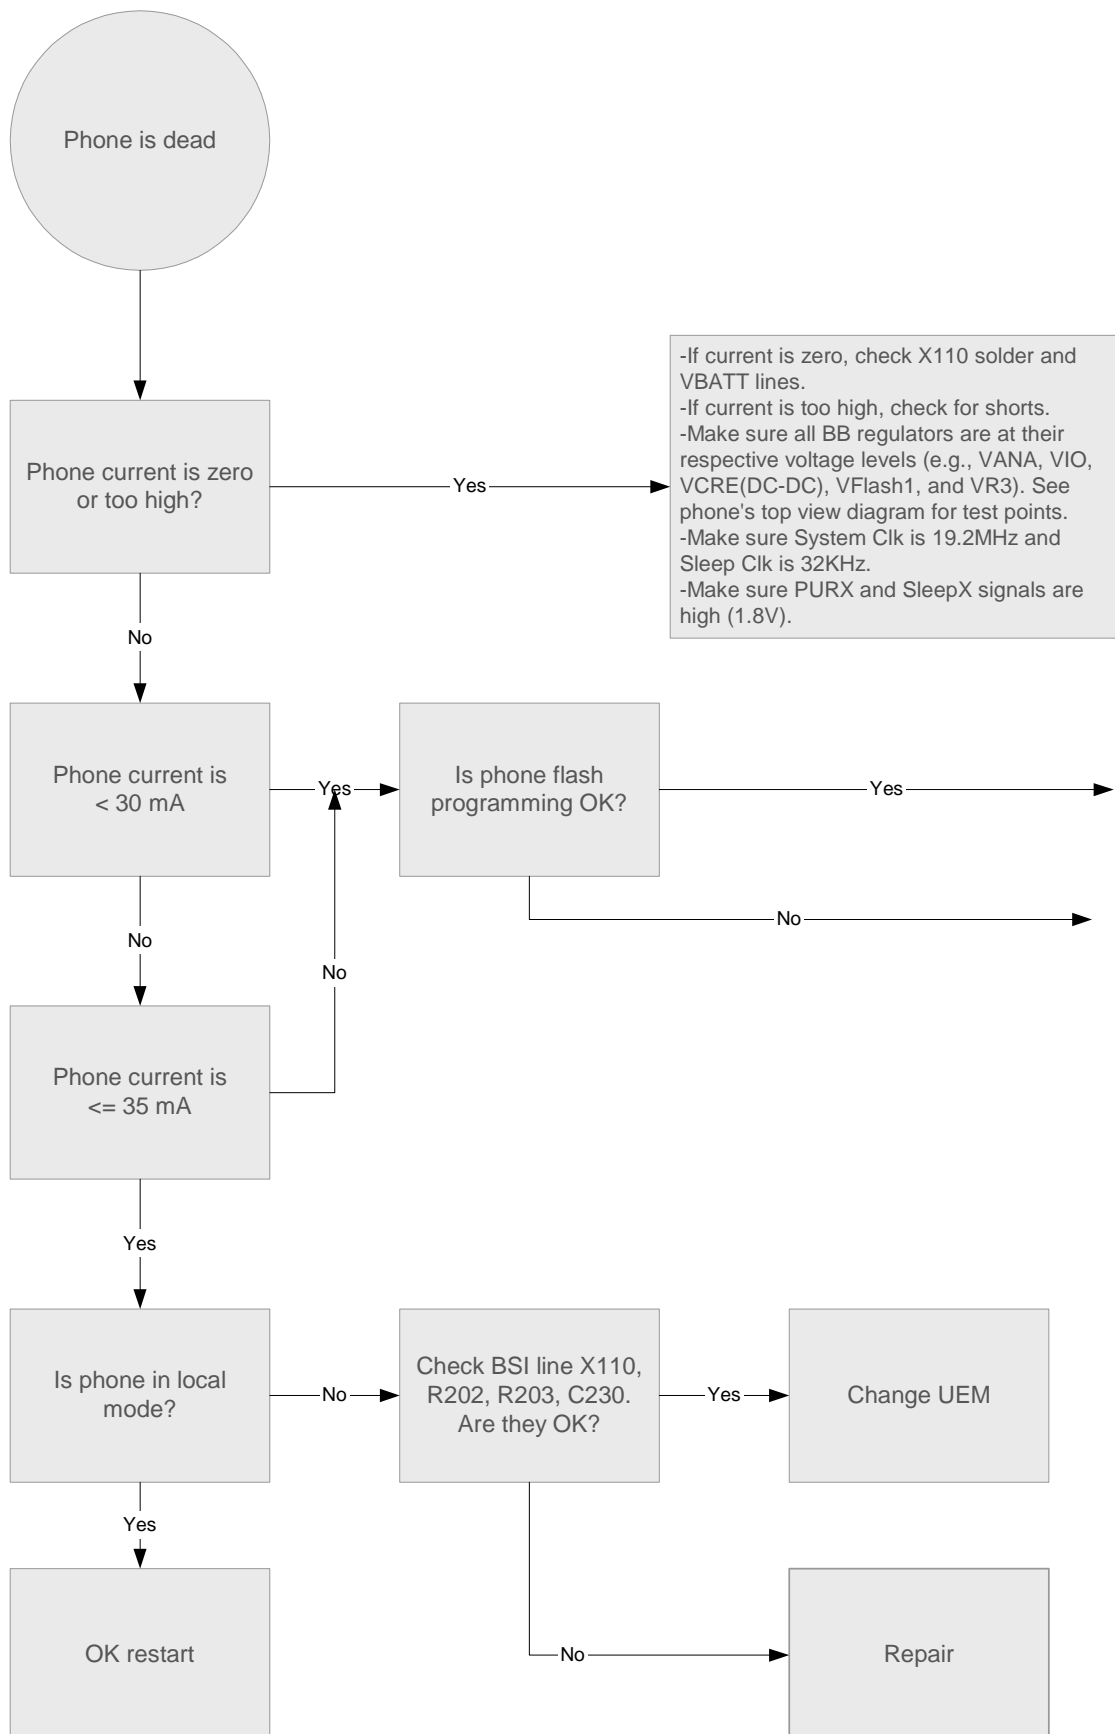 Phone is dead
-If current is zero, check X110 solder and
VBATT lines.
-If current is too high, check for shorts.
-Make sure all BB regulators are at their
respective voltage levels (e.g., VANA, VIO,
VCRE(DC-DC), VFlash1, and VR3). See
phone's top view diagram for test points.
-Make sure System Clk is 19.2MHz and
Sleep Clk is 32KHz.
-Make sure PURX and SleepX signals are
high (1.8V).
Phone current is zero
or too high?
Yes
No
Phone current is
< 30 mA
Yes
Is phone flash
programming OK?
Yes
No
No
No
Phone current is
<= 35 mA
Yes
Is phone in local
mode?
No
Check BSI line X110,
R202, R203, C230.
Are they OK?
Yes
Change UEM
Yes
OK restart
No
Repair